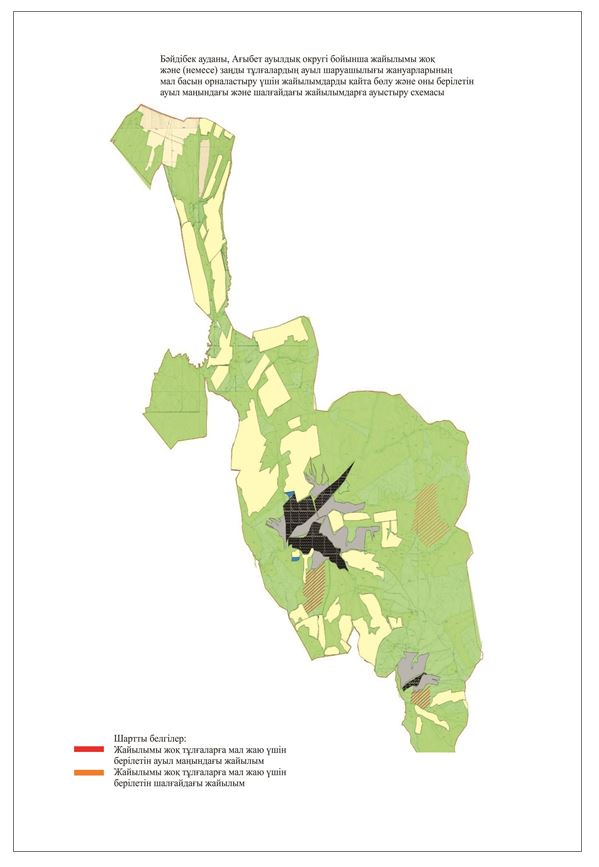 Бәйдібек ауданы, Ағыбет ауылдық округі бойынша жайылымы жоқ
және (немесе) заңды тұлғалардың ауыл шаруашылығы жануарларының
мал басын орналастыру үшін жайылымдарды қайта бөлу және оны берілетін
ауыл маңындағы және шалғайдағы жайылымдарға ауыстыру схемасы
Шартты белгілер:
Жайылымы жоқ тұлғаларға мал жаю үшін
берілетін ауыл маңындағы жайылым
Жайылымы жоқ тұлғаларға мал жаю үшін
берілетін шалғайдағы жайылым